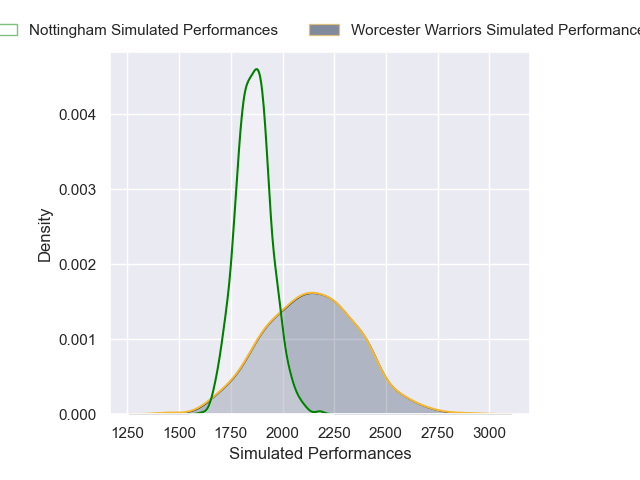 Nottingham Simulated Performances
Worcester Warriors Simulated Performance
0.004
0.003
0.002
0.001
0.000
Density
1250 1500 1750 2000 2250 2500 2750 3000
Simulated Performances